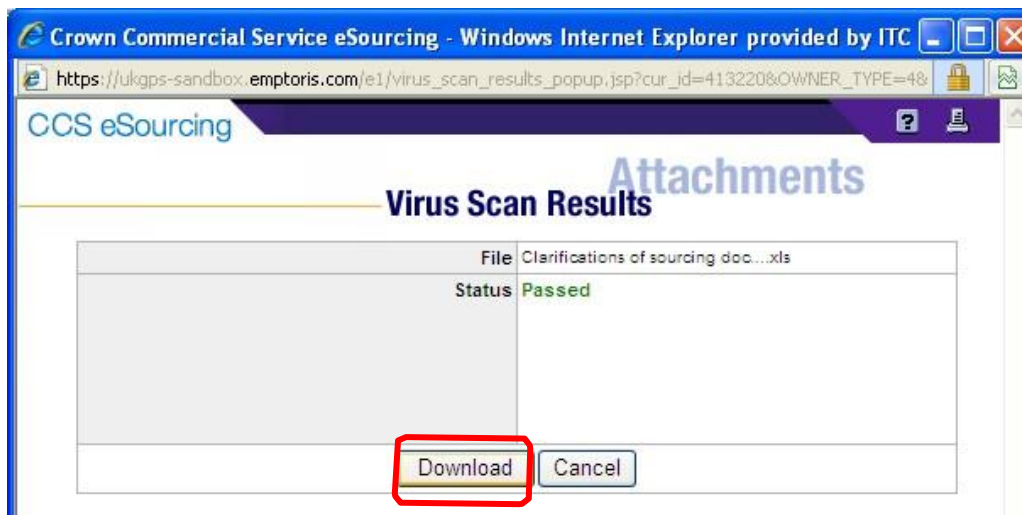 Crown Commercial Service eSourcing - Windows Internet Explorer provided by ITC
https://ukgps-sandbox.emptoris.com/e1/virus_scan_results_popup.jsp?cur_id=413220&OWNER_TYPE=4&
CCS eSourcing
?
Attachments
Virus Scan Results
File Clarifications of sourcing doc....xls
Status Passed
Download Cancel